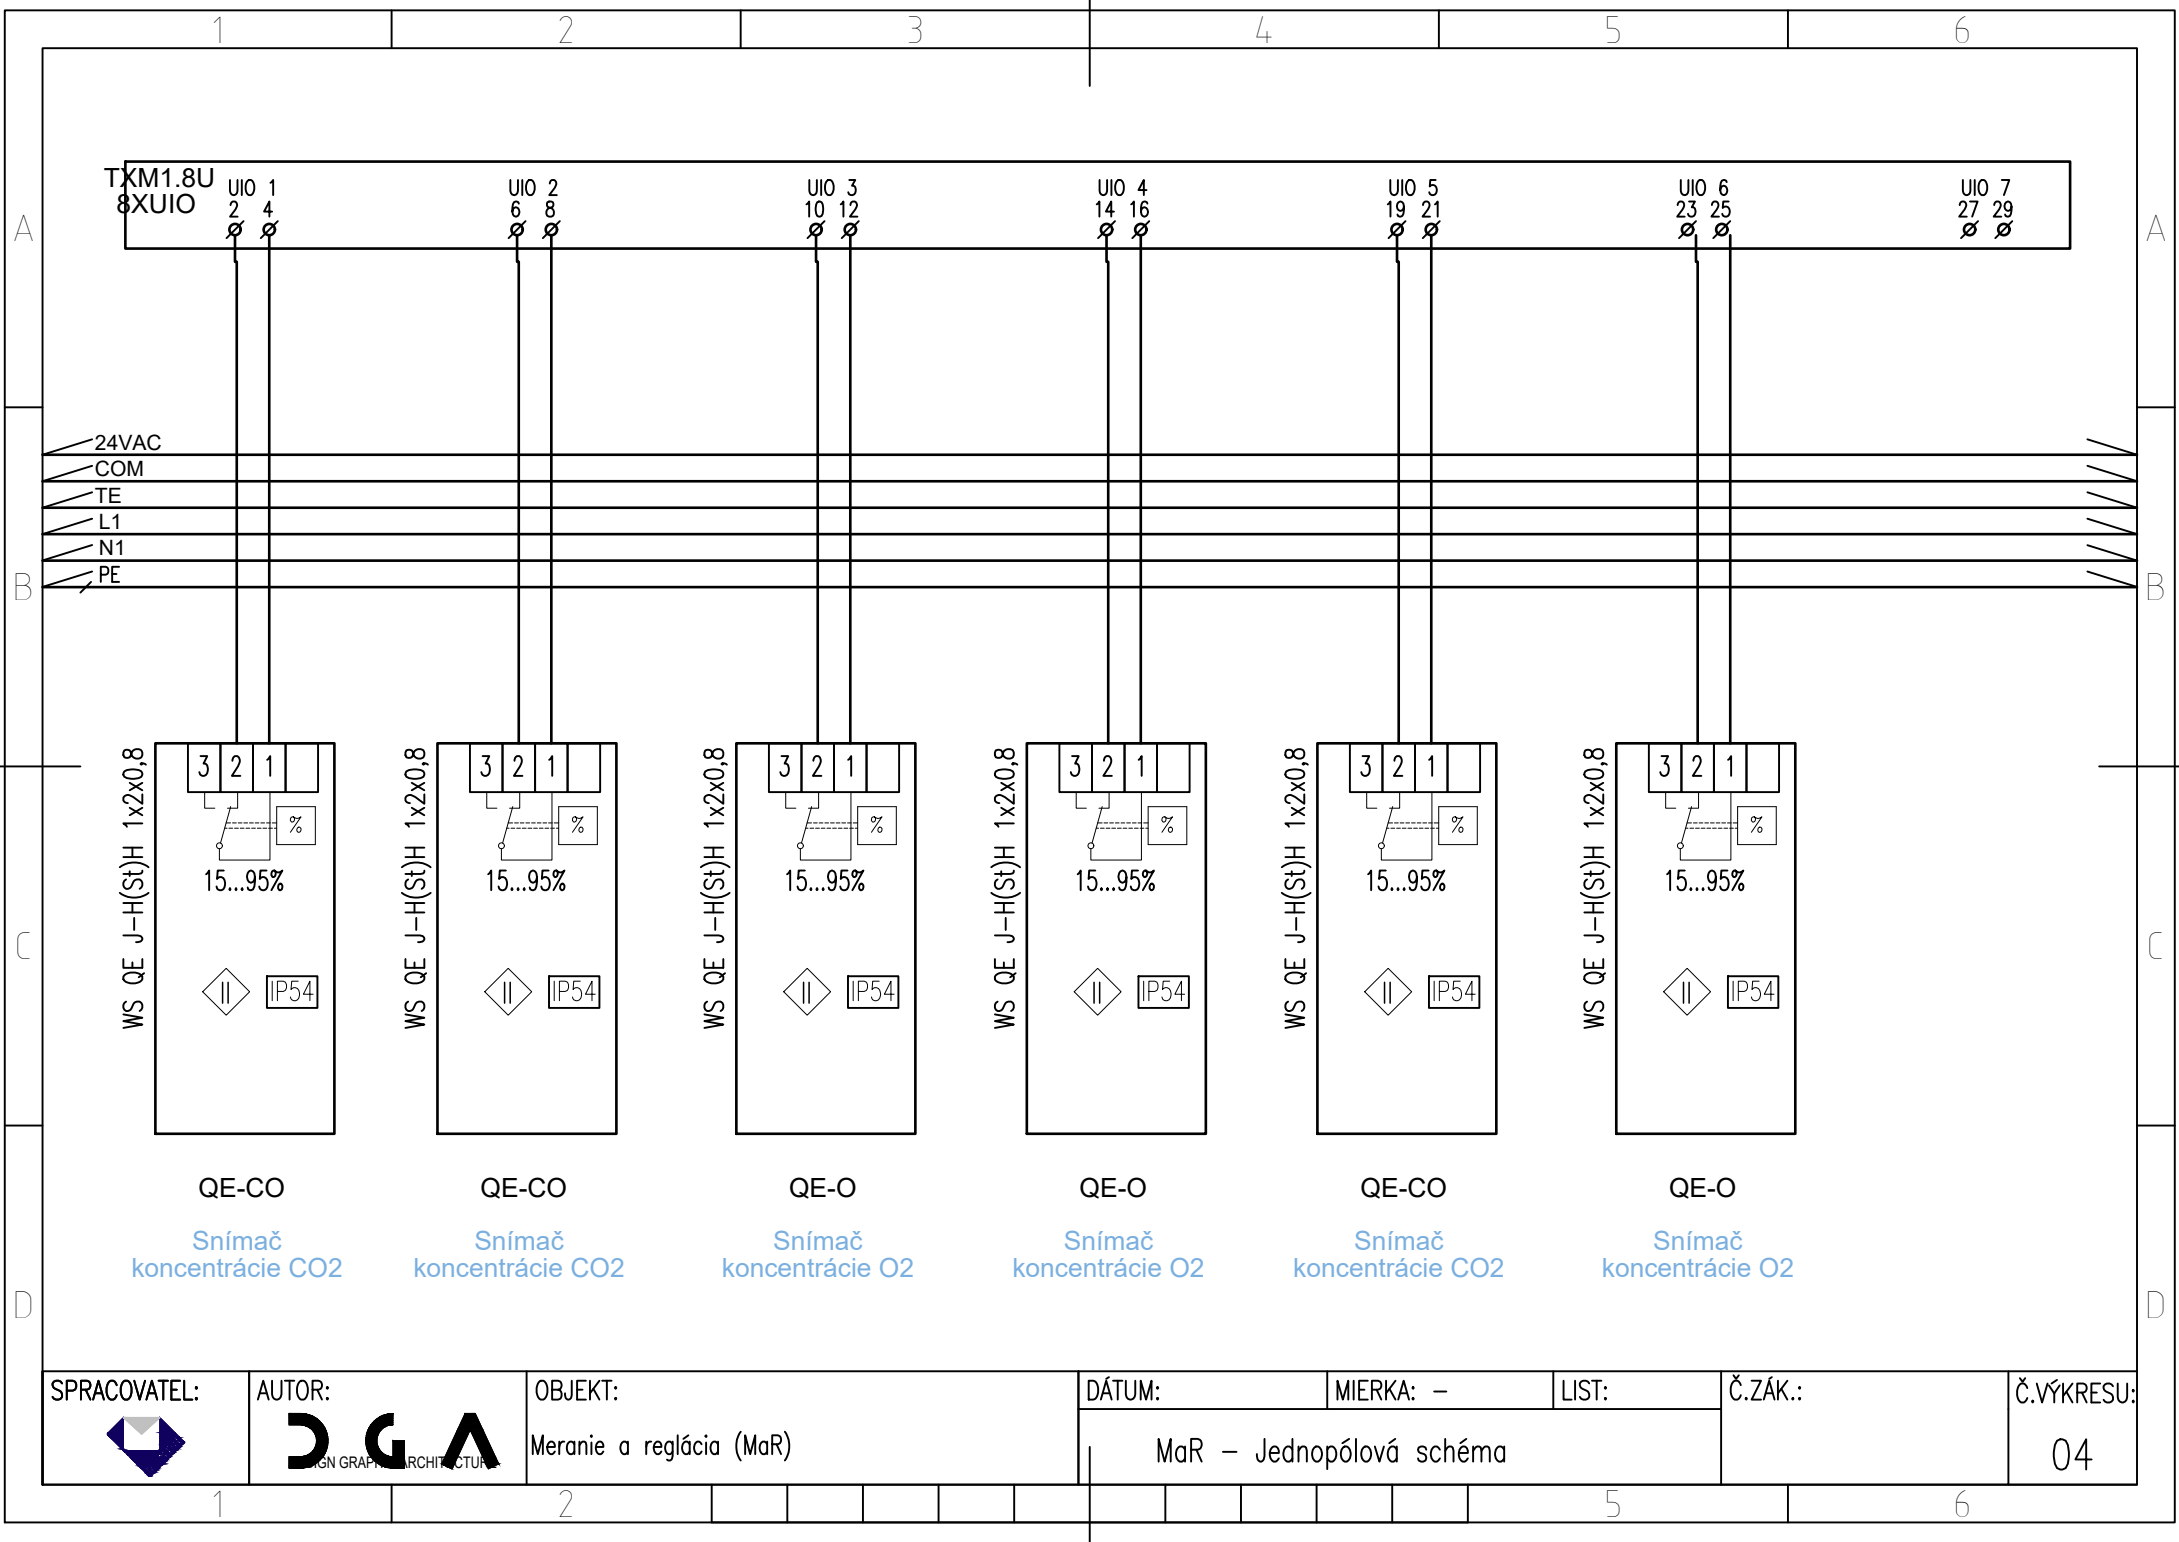 1 2 3 4 5 6
TXM1.8U
8XUIO
UIO 1 UIO 2 UIO 3 UIO 4 UIO 5 UIO 6 UIO 7
2 4 6 8 10 12 14 16 19 21 23 25 27 29
A A
24VAC
COM
TE
L1
N1
PE
B B
WS QE J-H(St)H 1x2x0,8
3 2 1
%
15...95%
II IP54
WS QE J-H(St)H 1x2x0,8
3 2 1
%
15...95%
II IP54
WS QE J-H(St)H 1x2x0,8
3 2 1
%
15...95%
II IP54
WS QE J-H(St)H 1x2x0,8
3 2 1
%
15...95%
II IP54
WS QE J-H(St)H 1x2x0,8
3 2 1
%
15...95%
II IP54
WS QE J-H(St)H 1x2x0,8
3 2 1
%
15...95%
II IP54
C C
QE-CO
Snímač
koncentrácie CO2
QE-CO
Snímač
koncentrácie CO2
QE-O
Snímač
koncentrácie O2
QE-O
Snímač
koncentrácie O2
QE-CO
Snímač
koncentrácie CO2
QE-O
Snímač
koncentrácie O2
D D
SPRACOVATEL:
AUTOR:
DGA
OBJEKT:
Meranie a reglácia (MaR)
DÁTUM:
MIERKA: –
LIST:
MaR – Jednopólová schéma
Č.ZÁK.:
Č.VÝKRESU:
04
1 2 5 6